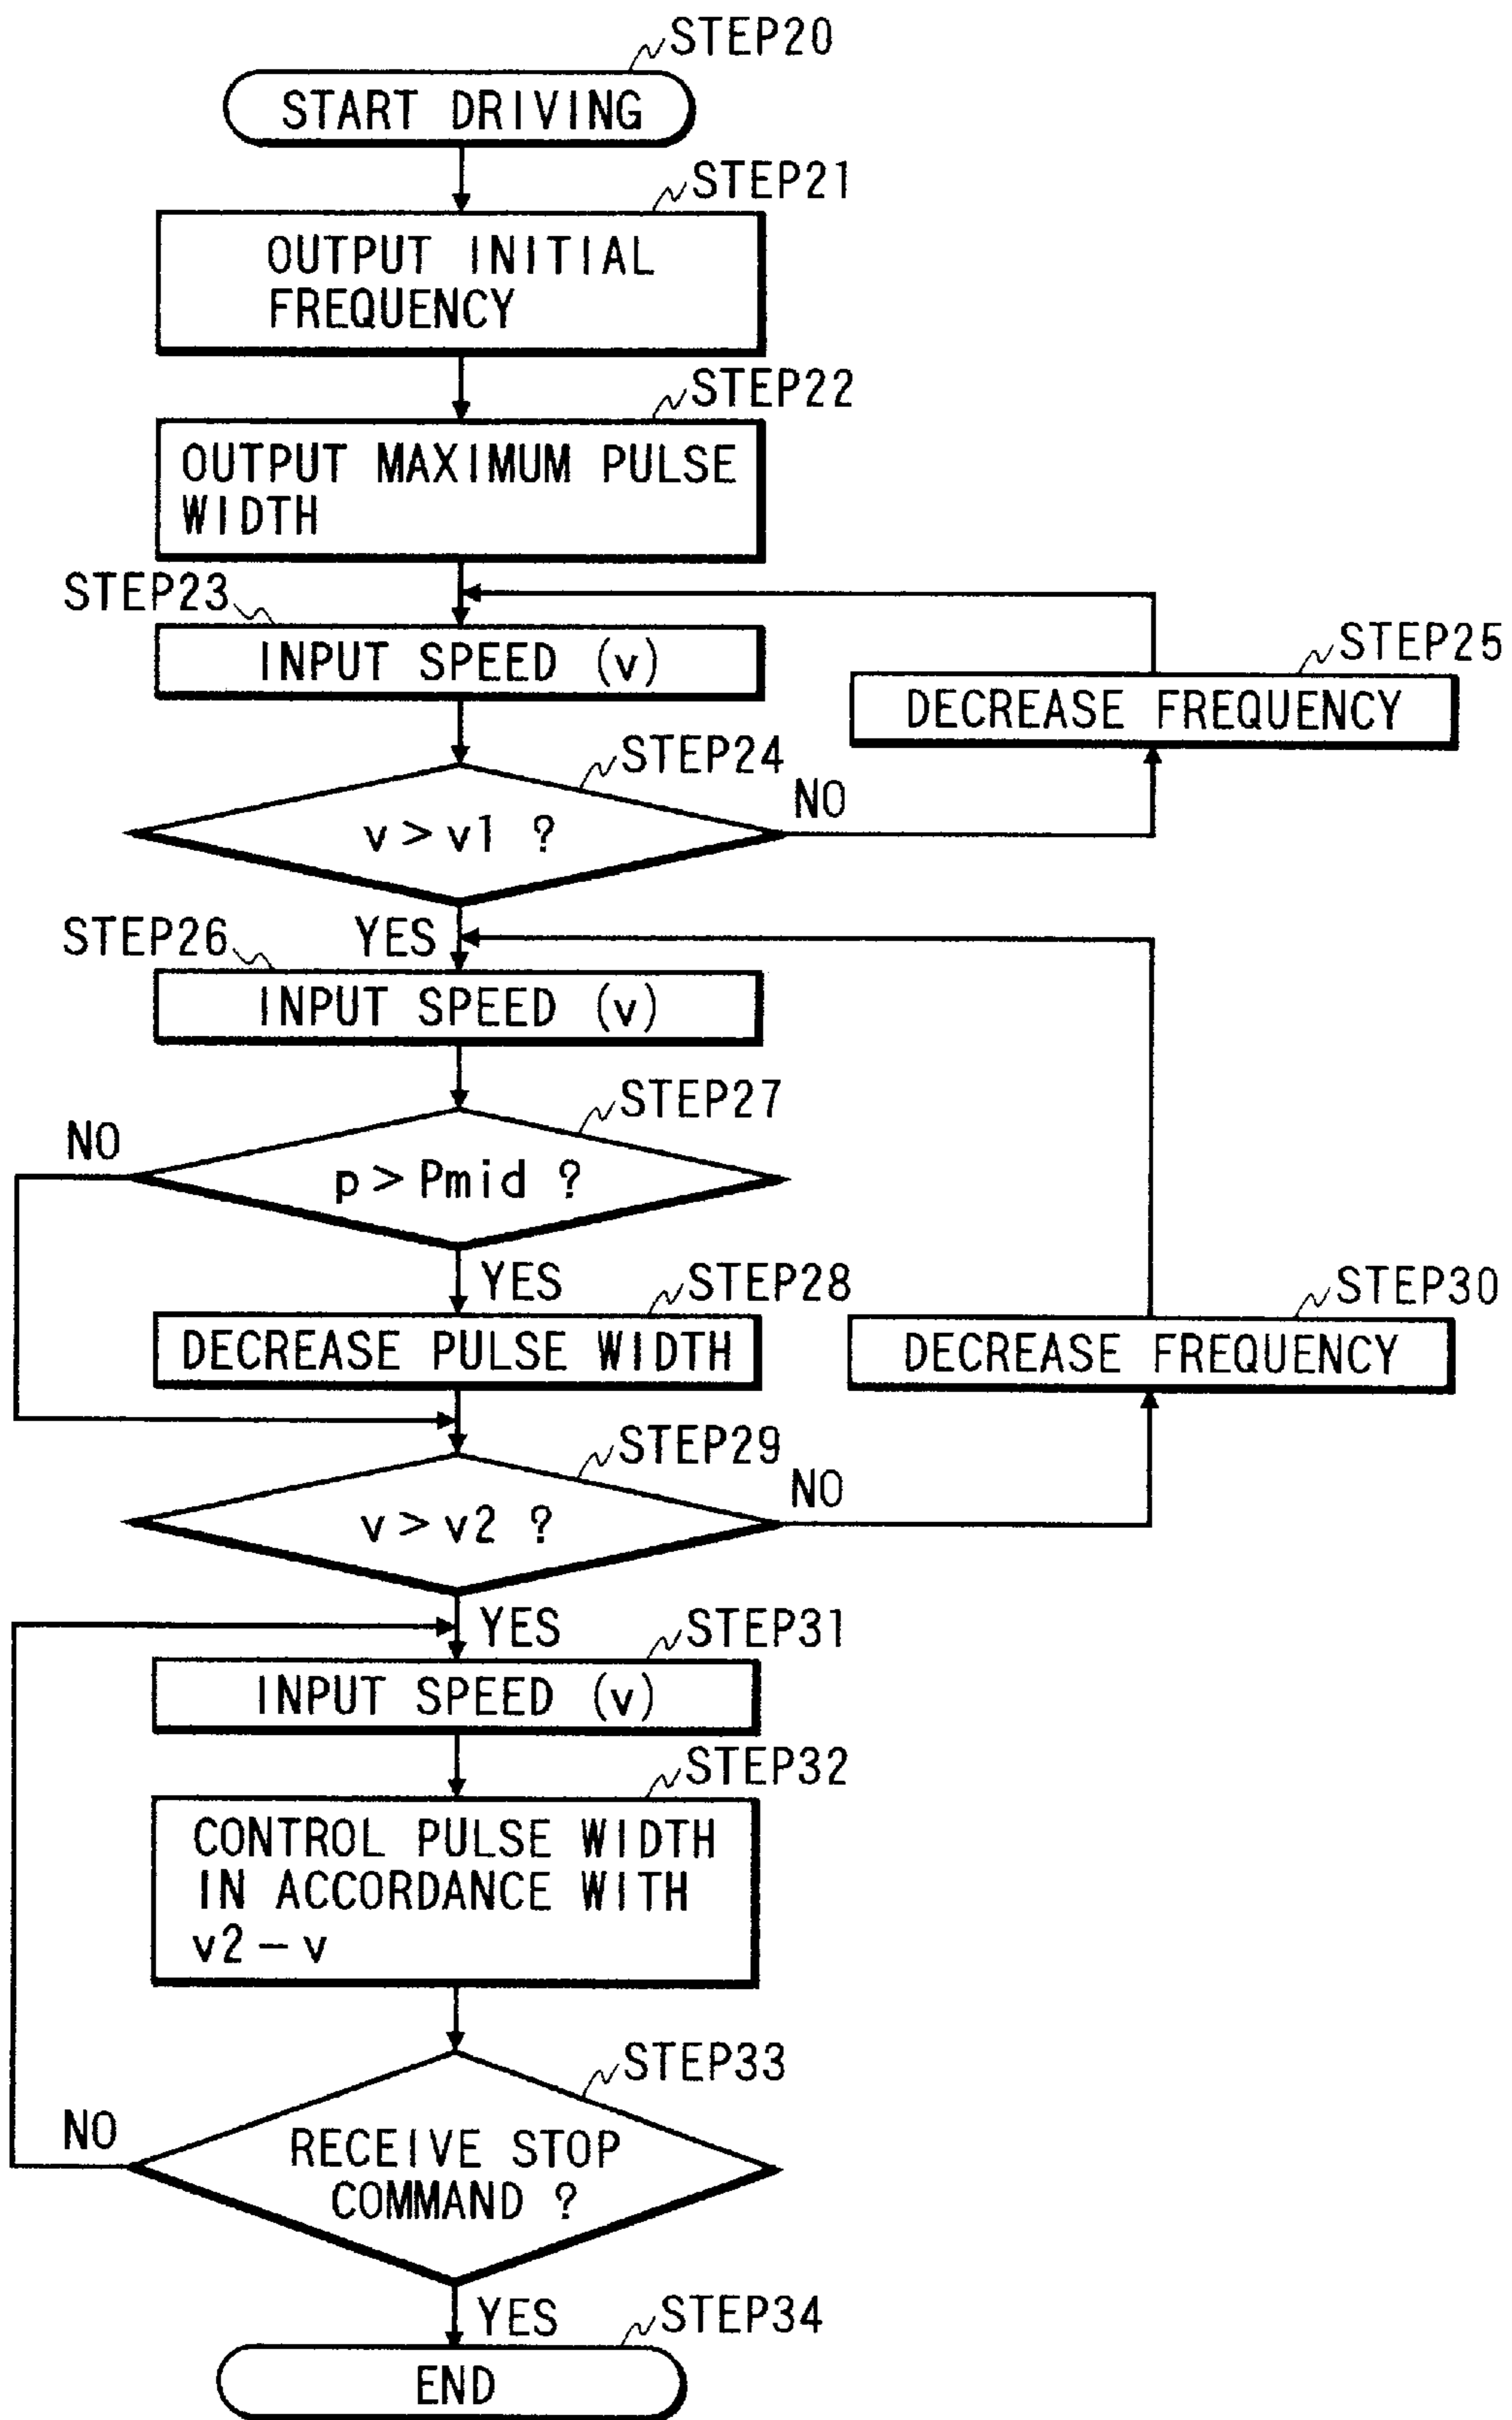 STEP20
START DRIVING
STEP21
OUTPUT INITIAL
FREQUENCY
STEP22
OUTPUT MAXIMUM PULSE
WIDTH
STEP23
INPUT SPEED (v)
STEP25
DECREASE FREQUENCY
STEP24
v > v1 ?
NO
YES
STEP26
INPUT SPEED (v)
STEP27
NO
p > Pmid ?
YES
STEP28
DECREASE PULSE WIDTH
STEP30
DECREASE FREQUENCY
STEP29
v > v2 ?
NO
YES
STEP31
INPUT SPEED (v)
STEP32
CONTROL PULSE WIDTH
IN ACCORDANCE WITH
v2 - v
STEP33
NO
RECEIVE STOP
COMMAND ?
YES
STEP34
END